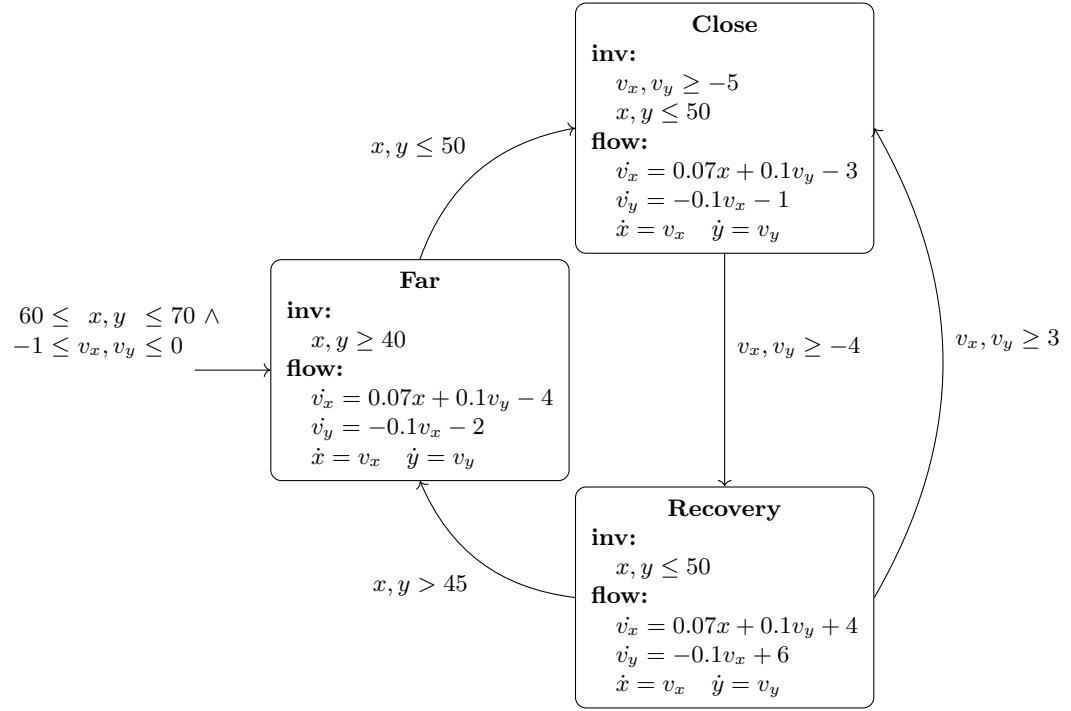 Close
inv:
v_x, v_y ≥ −5
x, y ≤ 50
flow:
v̇_x = 0.07x + 0.1v_y − 3
v̇_y = −0.1v_x − 1
ẋ = v_x ẏ = v_y
x, y ≤ 50
Far
inv:
x, y ≥ 40
flow:
v̇_x = 0.07x + 0.1v_y − 4
v̇_y = −0.1v_x − 2
ẋ = v_x ẏ = v_y
60 ≤ x, y ≤ 70 ∧
−1 ≤ v_x, v_y ≤ 0
v_x, v_y ≥ −4
v_x, v_y ≥ 3
Recovery
inv:
x, y ≤ 50
flow:
v̇_x = 0.07x + 0.1v_y + 4
v̇_y = −0.1v_x + 6
ẋ = v_x ẏ = v_y
x, y > 45